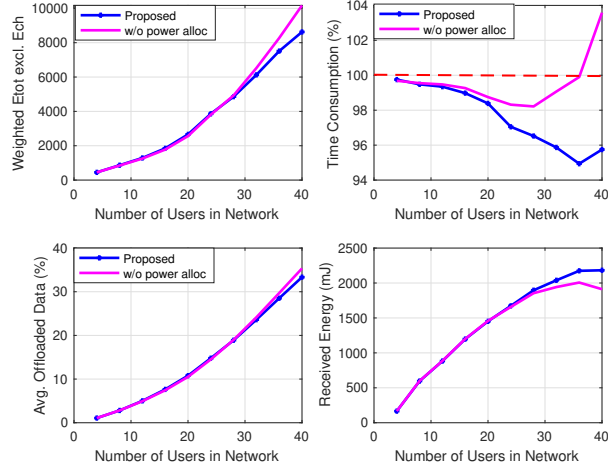 Proposed
w/o power alloc
Weighted Etot excl. Ech
10000
8000
6000
4000
2000
0
0 10 20 30 40
Number of Users in Network
Proposed
w/o power alloc
Time Consumption (%)
104
102
100
98
96
94
0 10 20 30 40
Number of Users in Network
Proposed
w/o power alloc
Avg. Offloaded Data (%)
40
30
20
10
0
0 10 20 30 40
Number of Users in Network
Received Energy (mJ)
2500
2000
1500
1000
500
0
0 10 20 30 40
Number of Users in Network